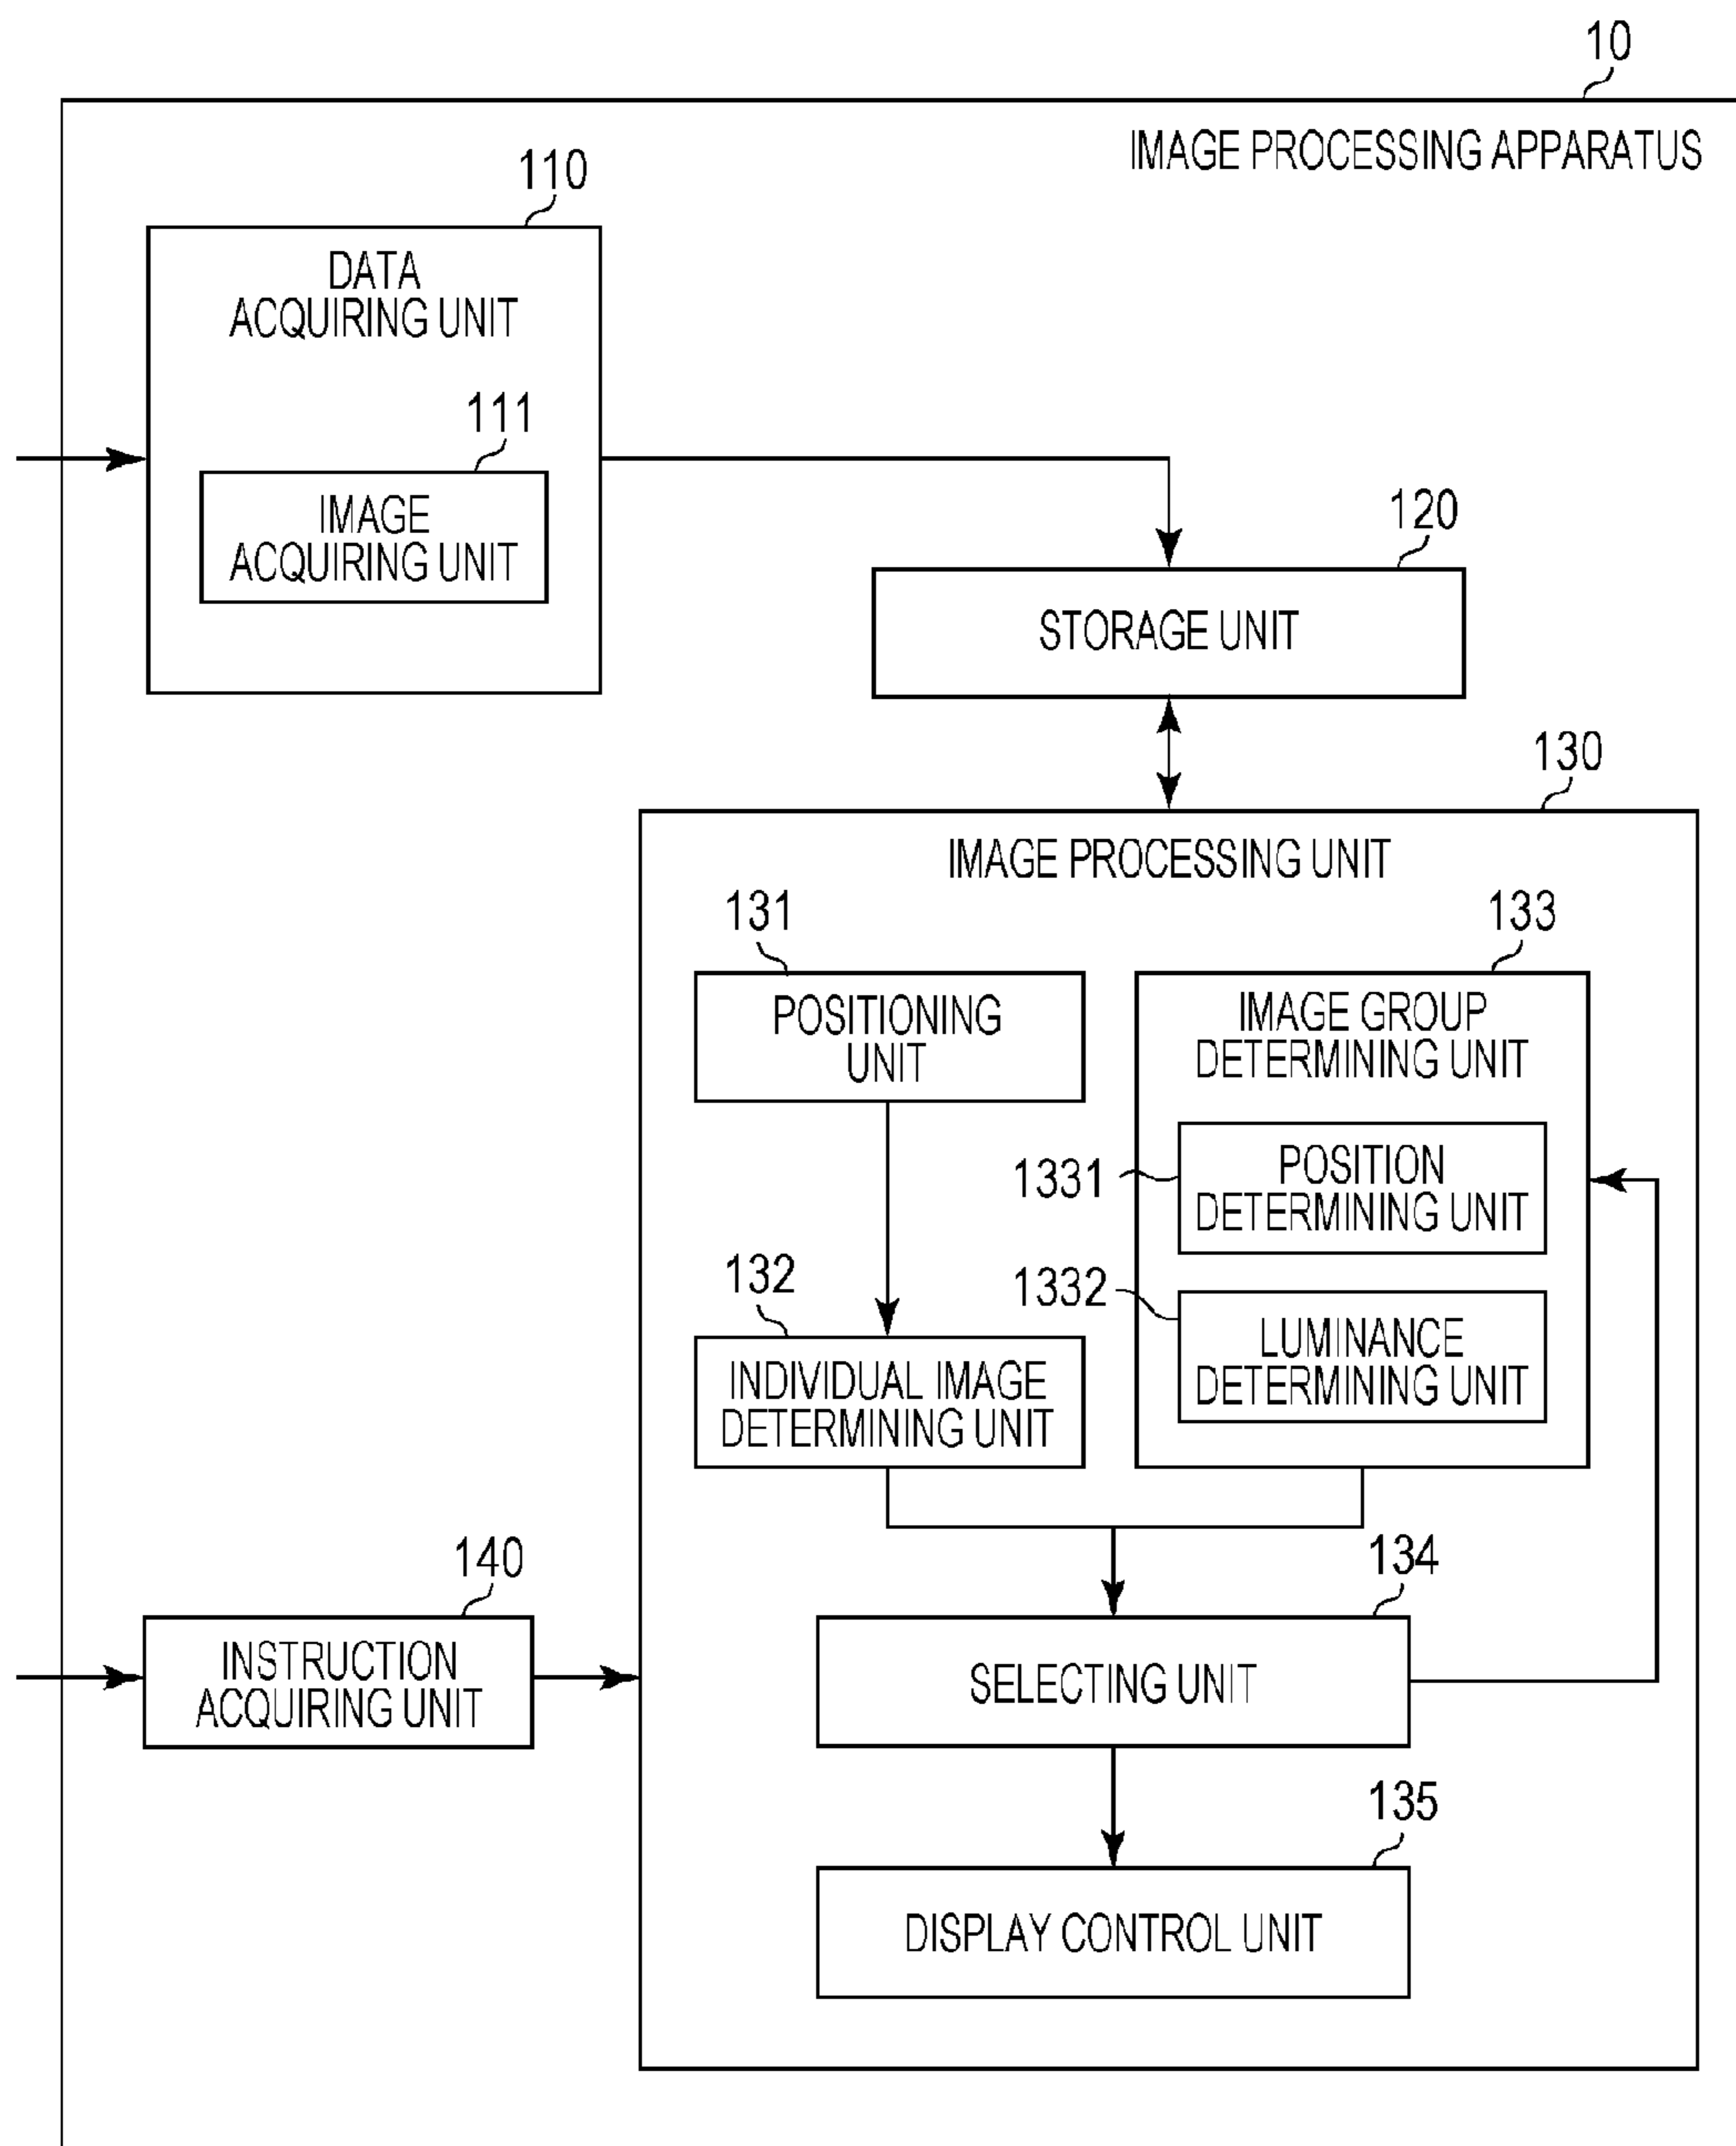 10
IMAGE PROCESSING APPARATUS
110
DATA
ACQUIRING UNIT
111
IMAGE
ACQUIRING UNIT
120
STORAGE UNIT
130
IMAGE PROCESSING UNIT
131
POSITIONING
UNIT
133
IMAGE GROUP
DETERMINING UNIT
1331
POSITION
DETERMINING UNIT
132
INDIVIDUAL IMAGE
DETERMINING UNIT
1332
LUMINANCE
DETERMINING UNIT
140
INSTRUCTION
ACQUIRING UNIT
134
SELECTING UNIT
135
DISPLAY CONTROL UNIT